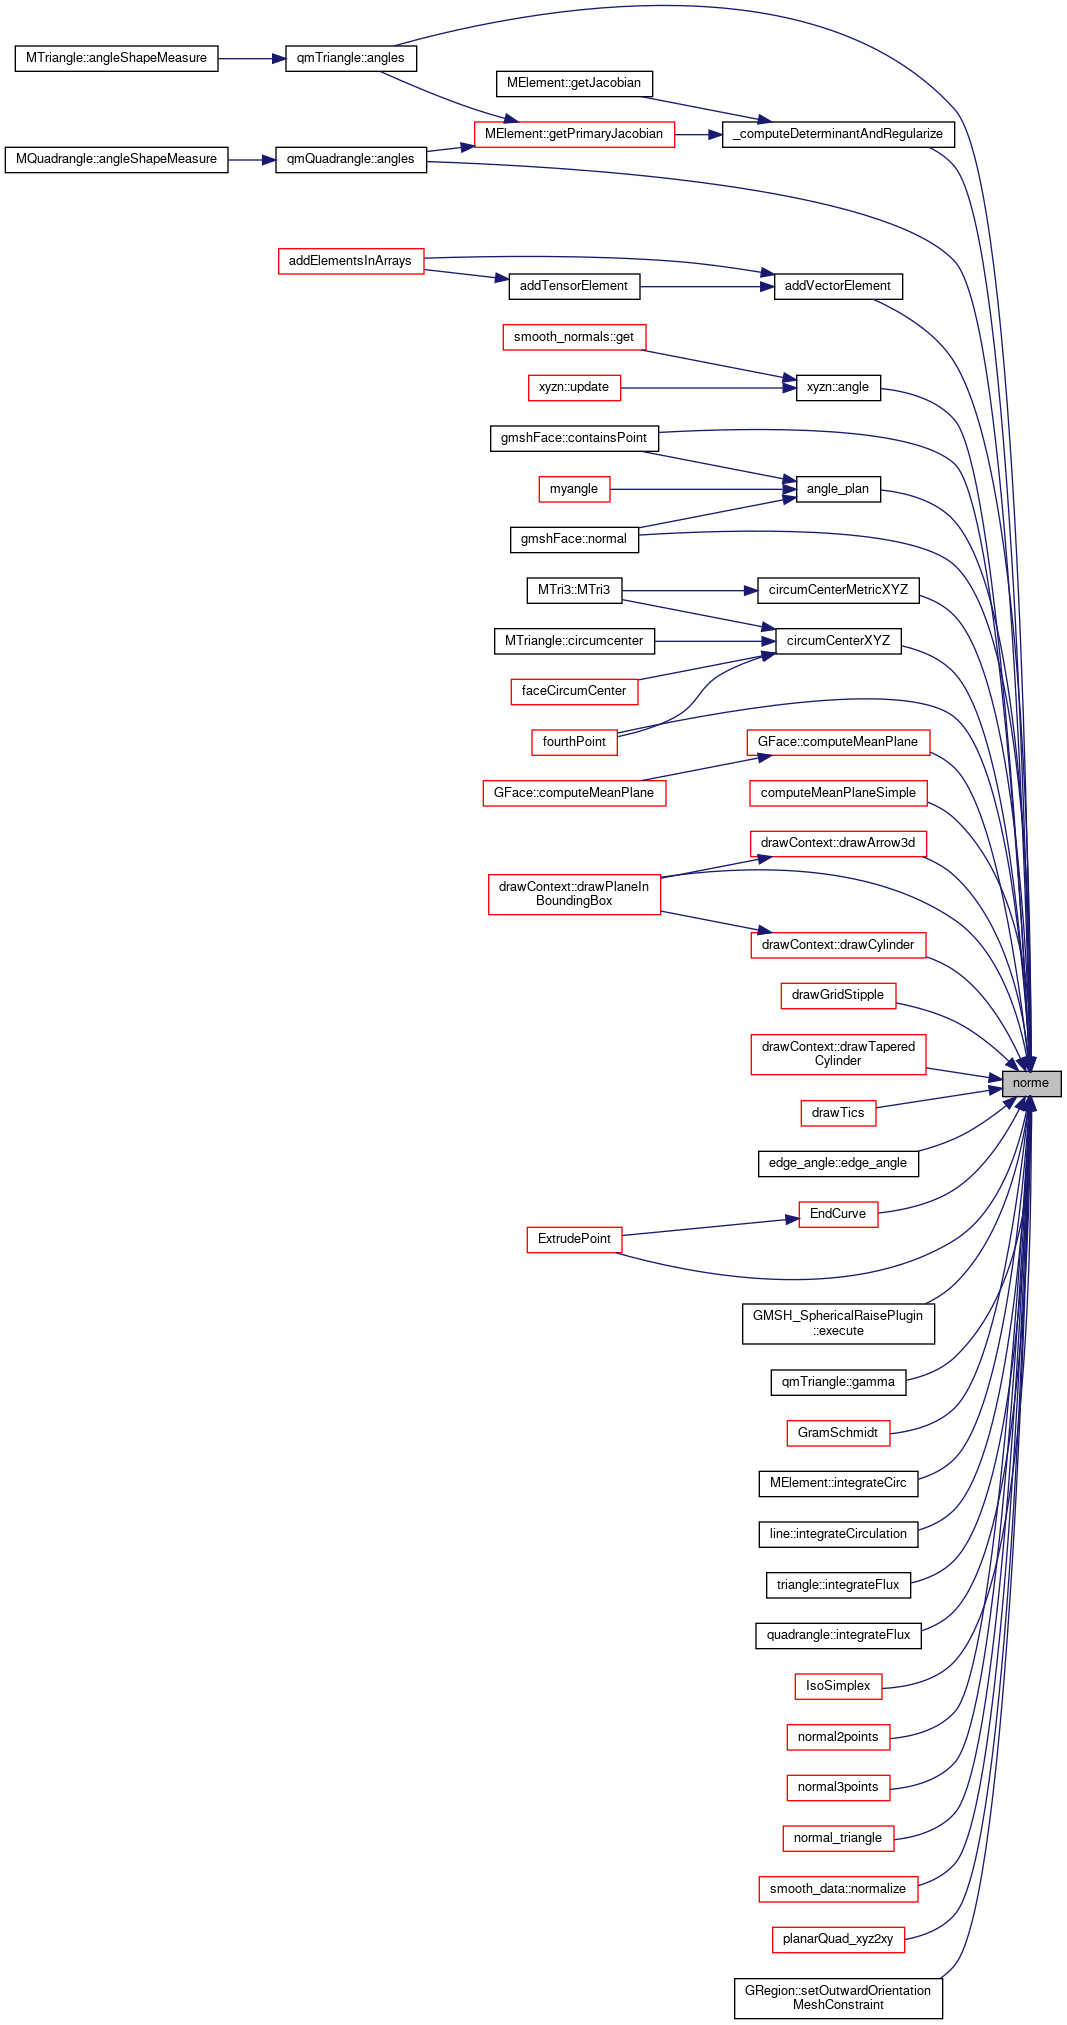 MTriangle::angleShapeMeasure
qmTriangle::angles
MElement::getJacobian
MElement::getPrimaryJacobian
_computeDeterminantAndRegularize
MQuadrangle::angleShapeMeasure
qmQuadrangle::angles
addElementsInArrays
addTensorElement
addVectorElement
smooth_normals::get
xyzn::update
xyzn::angle
gmshFace::containsPoint
myangle
angle_plan
gmshFace::normal
MTri3::MTri3
circumCenterMetricXYZ
MTriangle::circumcenter
circumCenterXYZ
faceCircumCenter
fourthPoint
GFace::computeMeanPlane
GFace::computeMeanPlane
computeMeanPlaneSimple
drawContext::drawArrow3d
drawContext::drawPlaneIn
BoundingBox
drawContext::drawCylinder
drawGridStipple
drawContext::drawTapered
Cylinder
norme
drawTics
edge_angle::edge_angle
EndCurve
ExtrudePoint
GMSH_SphericalRaisePlugin
::execute
qmTriangle::gamma
GramSchmidt
MElement::integrateCirc
line::integrateCirculation
triangle::integrateFlux
quadrangle::integrateFlux
IsoSimplex
normal2points
normal3points
normal_triangle
smooth_data::normalize
planarQuad_xyz2xy
GRegion::setOutwardOrientation
MeshConstraint